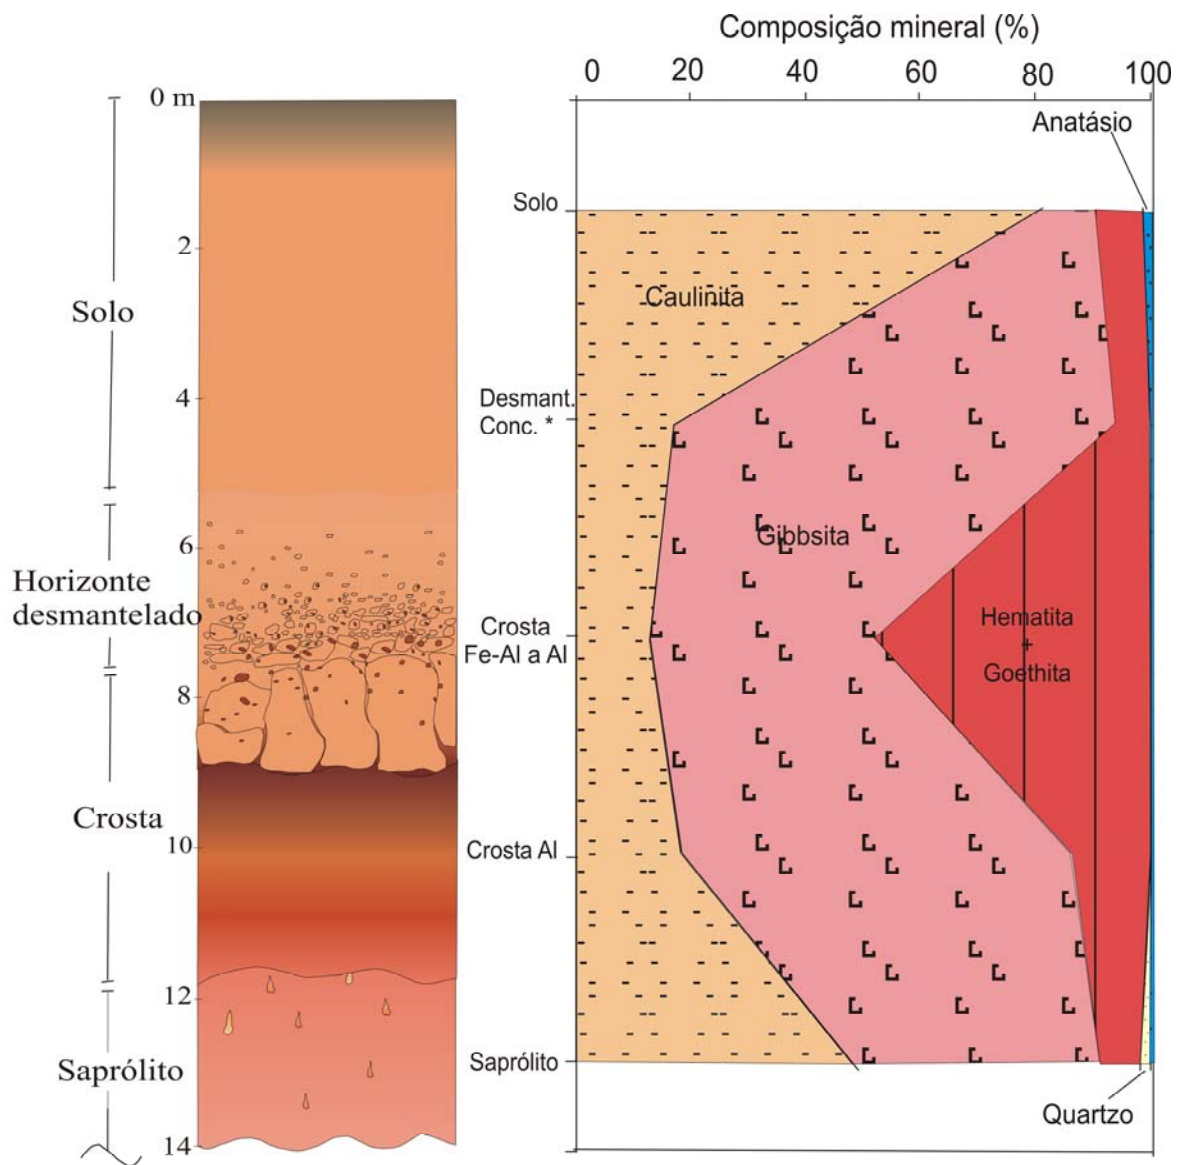 Composição mineral (%)
0 20 40 60 80 100
Anatásio
0 m
2
4
6
8
10
12
14
Solo
Horizonte
desmantelado
Crosta
Saprólito
Solo
Desmant.
Conc. *
Crosta
Fe-Al a Al
Crosta Al
Saprólito
Caulinita
Gibbsita
Hematita
+
Goethita
Quartzo